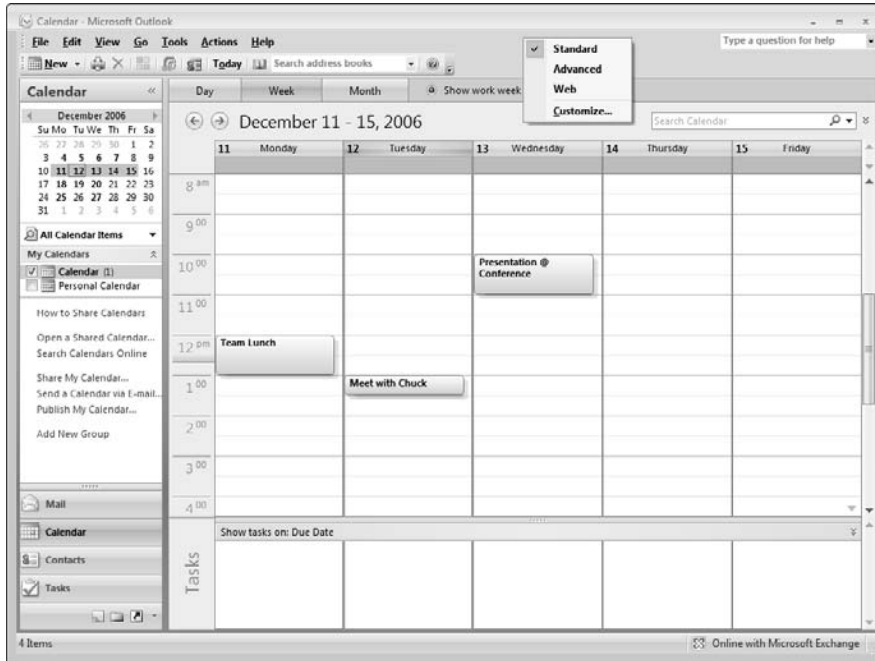 Calendar - Microsoft Outlook
File Edit View Go Tools Actions Help
Type a question for help
New Today Search address books
Standard
Advanced
Web
Customize...
Calendar «
Day Week Month Show work week
December 2006
Su Mo Tu We Th Fr Sa
26 27 28 29 30 1 2
3 4 5 6 7 8 9
10 11 12 13 14 15 16
17 18 19 20 21 22 23
24 25 26 27 28 29 30
31 1 2 3 4 5 6
December 11 - 15, 2006
Search Calendar
11 Monday 12 Tuesday 13 Wednesday 14 Thursday 15 Friday
All Calendar Items
My Calendars
Calendar (1)
Personal Calendar
How to Share Calendars
Open a Shared Calendar...
Search Calendars Online
Share My Calendar...
Send a Calendar via E-mail...
Publish My Calendar...
Add New Group
8 am
9 00
10 00
Presentation @
Conference
11 00
12 pm
Team Lunch
1 00
Meet with Chuck
2 00
3 00
4 00
Mail
Calendar
Contacts
Tasks
Show tasks on: Due Date
Tasks
4 Items
Online with Microsoft Exchange